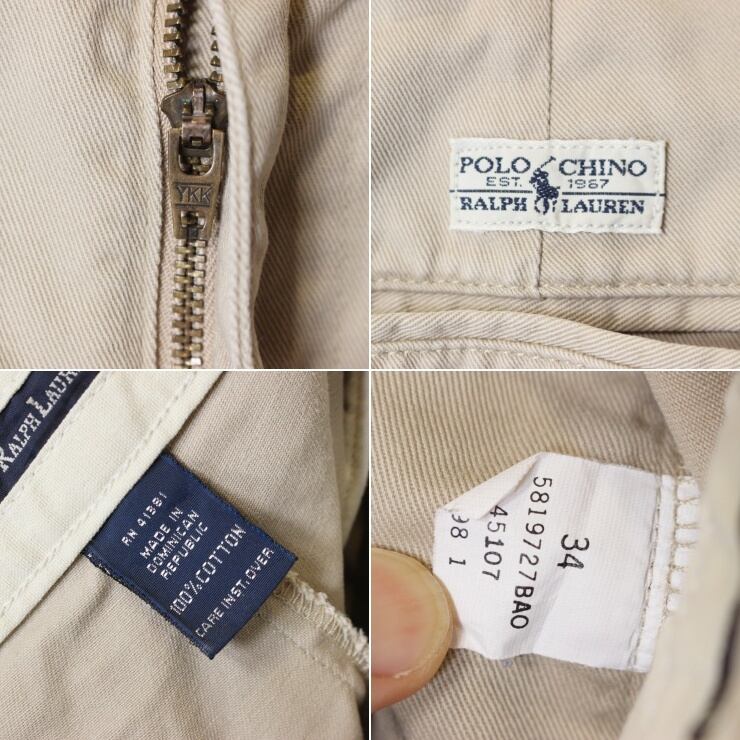 YKK
POLO CHINO
EST. 1967
RALPH LAUREN
RALPH LAUR
RN 41381
MADE IN
DOMINICAN
REPUBLIC
100% COTTON
CARE INST. OVER
34
5819727BAO
45107
98 1